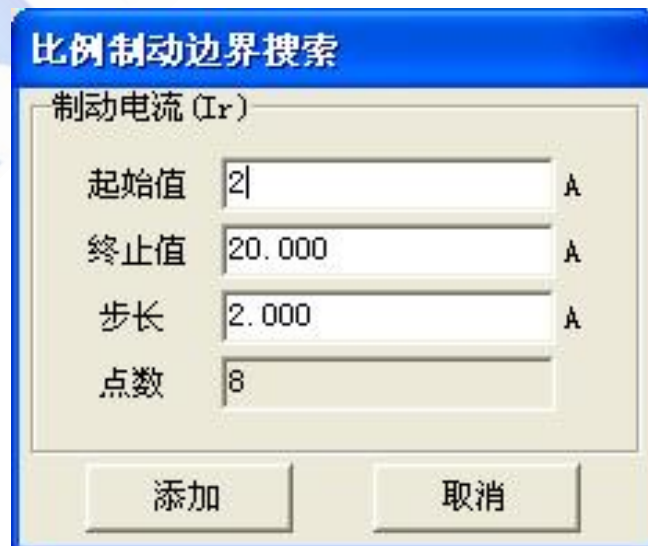 比例制动边界搜索
制动电流(Ir)
起始值 2 A
终止值 20.000 A
步长 2.000 A
点数 8
添加 取消